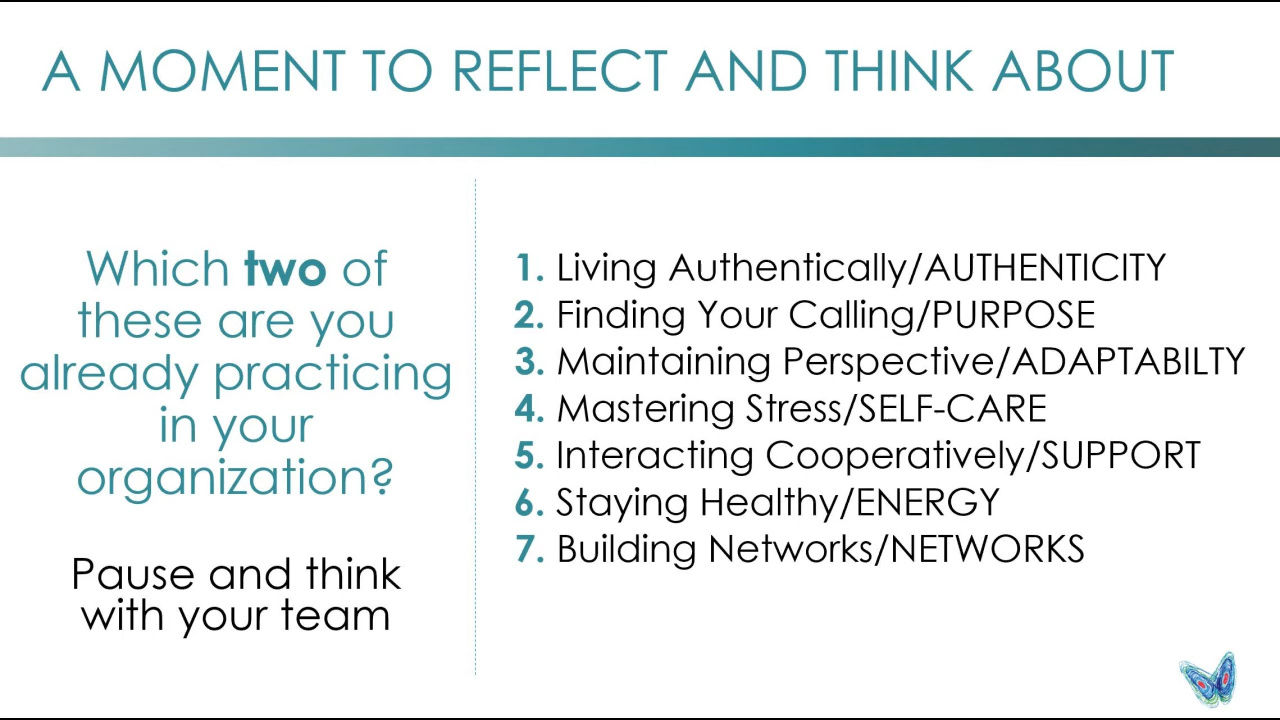 A MOMENT TO REFLECT AND THINK ABOUT
Which two of
these are you
already practicing
in your
organization?
Pause and think
with your team
1. Living Authentically/AUTHENTICITY
2. Finding Your Calling/PURPOSE
3. Maintaining Perspective/ADAPTABILTY
4. Mastering Stress/SELF-CARE
5. Interacting Cooperatively/SUPPORT
6. Staying Healthy/ENERGY
7. Building Networks/NETWORKS